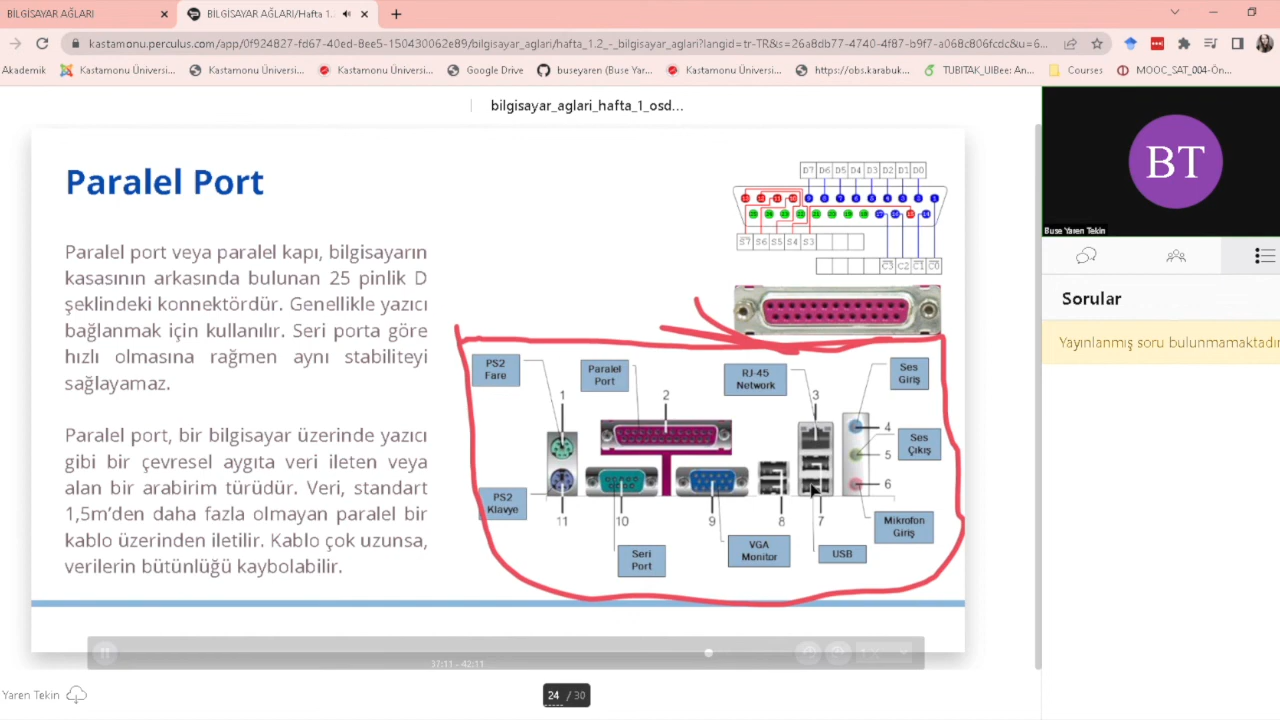 BİLGİSAYAR AĞLARI
BİLGİSAYAR AĞLARI/Hafta 1...
kastamonu.perculus.com/app/0f924827-fd67-40ed-8ee5-150430062f09/bilgisayar_aglari/hafta_1.2_-_bilgisayar_aglari?langid=tr-TR&s=26a8db77-4740-4f87-b9f7-a068c806fcdc&u=6...
Akademik
Kastamonu Üniversi...
Kastamonu Üniversi...
Kastamonu Üniversi...
Google Drive
buseyaren (Buse Yar...
Kastamonu Üniversi...
https://obs.karabuk...
TUBITAK_UIBee: An...
Courses
MOOC_SAT_004-Ön...
bilgisayar_aglari_hafta_1_osd...
Paralel Port
Paralel port veya paralel kapı, bilgisayarın
kasasının arkasında bulunan 25 pinlik D
şeklindeki konnektördür. Genellikle yazıcı
bağlanmak için kullanılır. Seri porta göre
hızlı olmasına rağmen aynı stabiliteyi
sağlayamaz.
Paralel port, bir bilgisayar üzerinde yazıcı
gibi bir çevresel aygıta veri ileten veya
alan bir arabirim türüdür. Veri, standart
1,5m'den daha fazla olmayan paralel bir
kablo üzerinden iletilir. Kablo çok uzunsa,
verilerin bütünlüğü kaybolabilir.
D7 D6 D5 D4 D3 D2 D1 D0
S7 S6 S5 S4 S3
C3 C2 C1 C0
PS2
Fare
Paralel
Port
RJ-45
Network
Ses
Giriş
1
2
3
4
Ses
Çıkış
5
6
PS2
Klavye
11
10
9
8
7
Mikrofon
Giriş
Seri
Port
VGA
Monitor
USB
37:11 - 42:11
1 X
Yaren Tekin
24 / 30
BT
Buse Yaren Tekin
Sorular
Yayınlanmış soru bulunmamaktadır